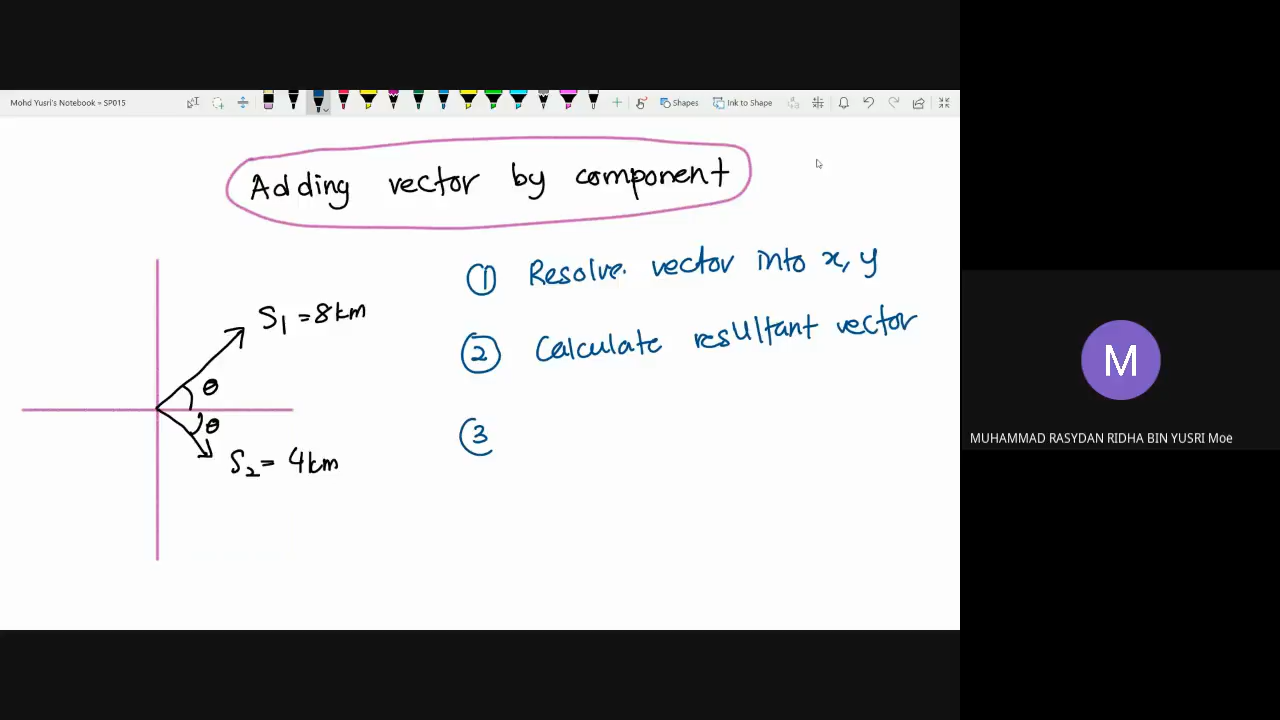 Mohd Yusri's Notebook » SP015
Shapes
Ink to Shape
Adding vector by component
S1 = 8km
θ
θ
S2 = 4km
① Resolve vector into x, y
② Calculate resultant vector
③
M
MUHAMMAD RASYDAN RIDHA BIN YUSRI Moe